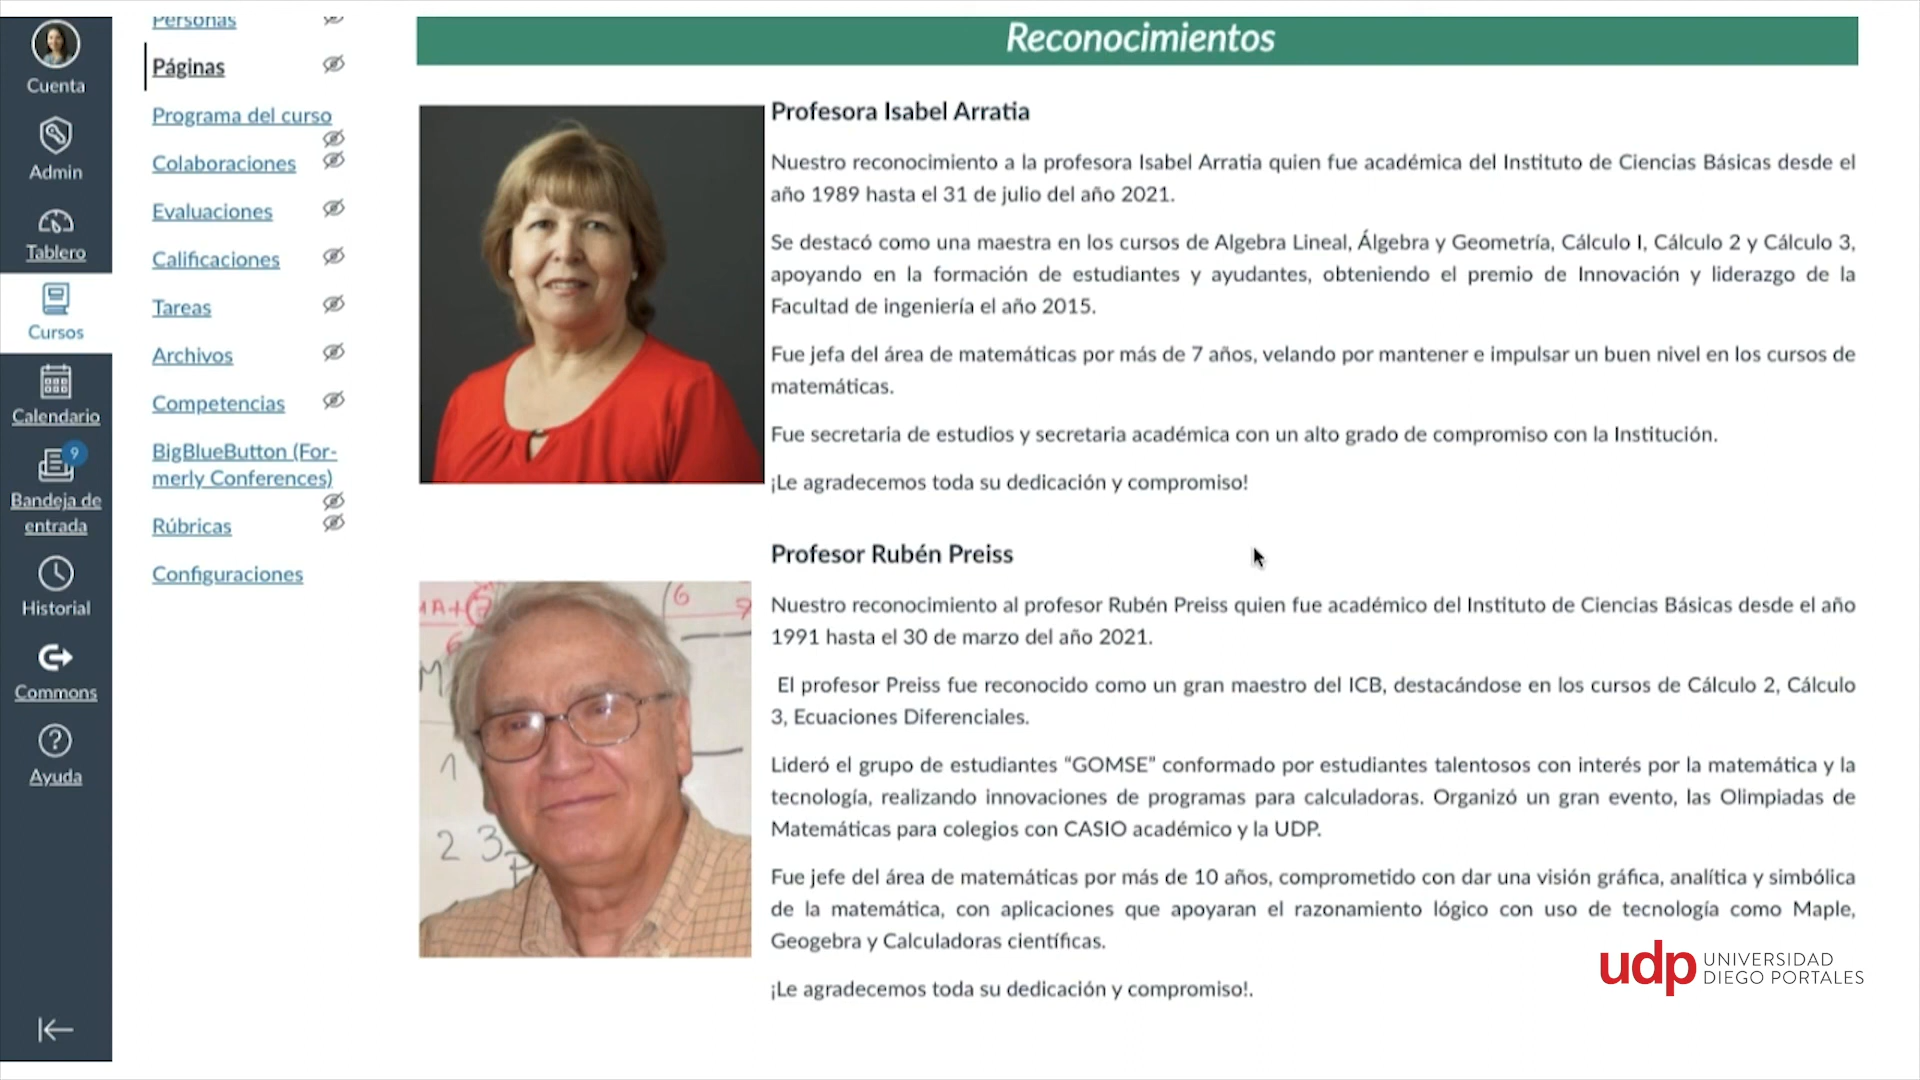 Personas
Páginas
Programa del curso
Colaboraciones
Evaluaciones
Calificaciones
Tareas
Archivos
Competencias
BigBlueButton (For-
merly Conferences)
Rúbricas
Configuraciones
Cuenta
Admin
Tablero
Cursos
Calendario
9
Bandeja de
entrada
Historial
Commons
Ayuda
Reconocimientos
Profesora Isabel Arratia
Nuestro reconocimiento a la profesora Isabel Arratia quien fue académica del Instituto de Ciencias Básicas desde el
año 1989 hasta el 31 de julio del año 2021.
Se destacó como una maestra en los cursos de Algebra Lineal, Álgebra y Geometría, Cálculo I, Cálculo 2 y Cálculo 3,
apoyando en la formación de estudiantes y ayudantes, obteniendo el premio de Innovación y liderazgo de la
Facultad de ingeniería el año 2015.
Fue jefa del área de matemáticas por más de 7 años, velando por mantener e impulsar un buen nivel en los cursos de
matemáticas.
Fue secretaria de estudios y secretaria académica con un alto grado de compromiso con la Institución.
¡Le agradecemos toda su dedicación y compromiso!
Profesor Rubén Preiss
Nuestro reconocimiento al profesor Rubén Preiss quien fue académico del Instituto de Ciencias Básicas desde el año
1991 hasta el 30 de marzo del año 2021.
El profesor Preiss fue reconocido como un gran maestro del ICB, destacándose en los cursos de Cálculo 2, Cálculo
3, Ecuaciones Diferenciales.
Lideró el grupo de estudiantes “GOMSE” conformado por estudiantes talentosos con interés por la matemática y la
tecnología, realizando innovaciones de programas para calculadoras. Organizó un gran evento, las Olimpiadas de
Matemáticas para colegios con CASIO académico y la UDP.
Fue jefe del área de matemáticas por más de 10 años, comprometido con dar una visión gráfica, analítica y simbólica
de la matemática, con aplicaciones que apoyaran el razonamiento lógico con uso de tecnología como Maple,
Geogebra y Calculadoras científicas.
¡Le agradecemos toda su dedicación y compromiso!.
udp UNIVERSIDAD
DIEGO PORTALES